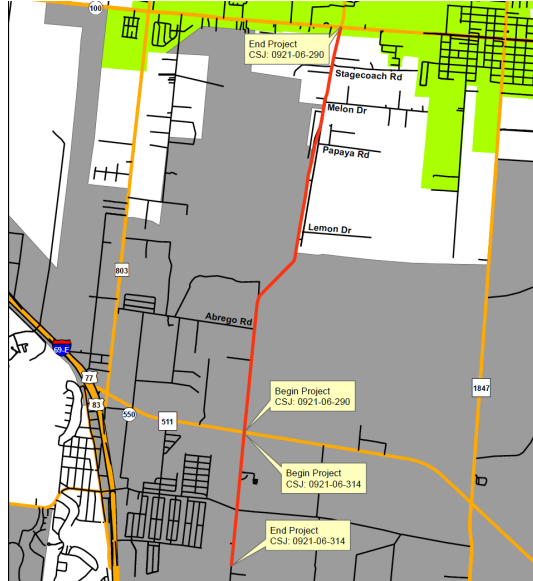 100
End Project
CSJ: 0921-06-290
Stagecoach Rd
Melon Dr
Papaya Rd
Lemon Dr
803
Abrego Rd
69-E
77
1847
83
Begin Project
CSJ: 0921-06-290
550
511
Begin Project
CSJ: 0921-06-314
End Project
CSJ: 0921-06-314